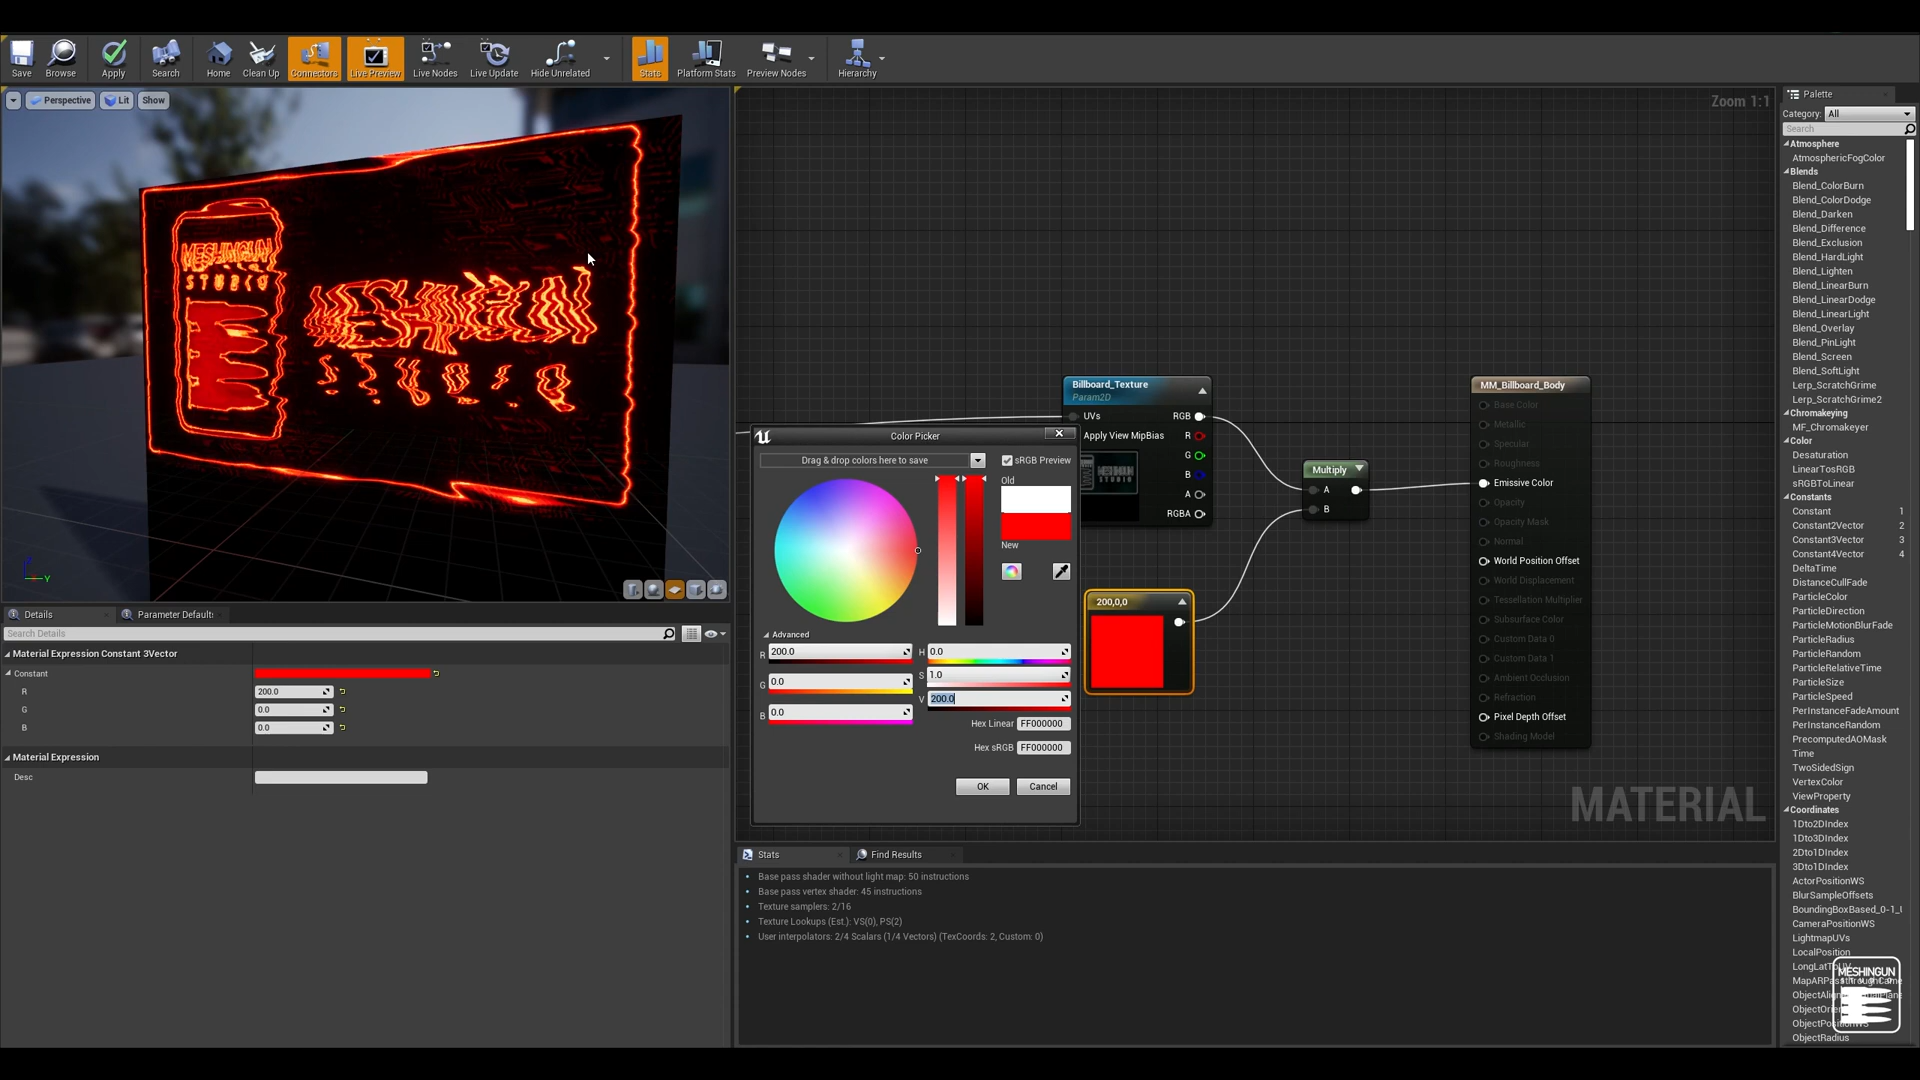 Save
Browse
Apply
Search
Home
Clean Up
Connectors
Live Preview
Live Nodes
Live Update
Hide Unrelated
Stats
Platform Stats
Preview Nodes
Hierarchy
Perspective
Lit
Show
MESHINGUN
STUDIO
MESHINGUN
STUDIO
Y
Details
Parameter Default
Search Details
Material Expression Constant 3Vector
Constant
R 200.0
G 0.0
B 0.0
Material Expression
Desc
Zoom 1:1
Billboard_Texture
Param2D
UVs
RGB
Apply View MipBias
R
G
B
A
RGBA
Multiply
A
B
200,0,0
MM_Billboard_Body
Base Color
Metallic
Specular
Roughness
Emissive Color
Opacity
Opacity Mask
Normal
World Position Offset
World Displacement
Tessellation Multiplier
Subsurface Color
Custom Data 0
Custom Data 1
Ambient Occlusion
Refraction
Pixel Depth Offset
Shading Model
MATERIAL
Color Picker
Drag & drop colors here to save
sRGB Preview
Old
New
Advanced
R 200.0
G 0.0
B 0.0
H 0.0
S 1.0
V 200.0
Hex Linear FF000000
Hex sRGB FF000000
OK
Cancel
Stats
Find Results
Base pass shader without light map: 50 instructions
Base pass vertex shader: 45 instructions
Texture samplers: 2/16
Texture Lookups (Est.): VS(0), PS(2)
User interpolators: 2/4 Scalars (1/4 Vectors) (TexCoords: 2, Custom: 0)
Palette
Category: All
Search
Atmosphere
AtmosphericFogColor
Blends
Blend_ColorBurn
Blend_ColorDodge
Blend_Darken
Blend_Difference
Blend_Exclusion
Blend_HardLight
Blend_Lighten
Blend_LinearBurn
Blend_LinearDodge
Blend_LinearLight
Blend_Overlay
Blend_PinLight
Blend_Screen
Blend_SoftLight
Lerp_ScratchGrime
Lerp_ScratchGrime2
Chromakeying
MF_Chromakeyer
Color
Desaturation
LinearTosRGB
sRGBToLinear
Constants
Constant 1
Constant2Vector 2
Constant3Vector 3
Constant4Vector 4
DeltaTime
DistanceCullFade
ParticleColor
ParticleDirection
ParticleMotionBlurFade
ParticleRadius
ParticleRandom
ParticleRelativeTime
ParticleSize
ParticleSpeed
PerInstanceFadeAmount
PerInstanceRandom
PrecomputedAOMask
Time
TwoSidedSign
VertexColor
ViewProperty
Coordinates
1Dto2DIndex
1Dto3DIndex
2Dto1DIndex
3Dto1DIndex
ActorPositionWS
BlurSampleOffsets
BoundingBoxBased_0-1_
CameraPositionWS
LightmapUVs
LocalPosition
MESHINGUN
ObjectRadius